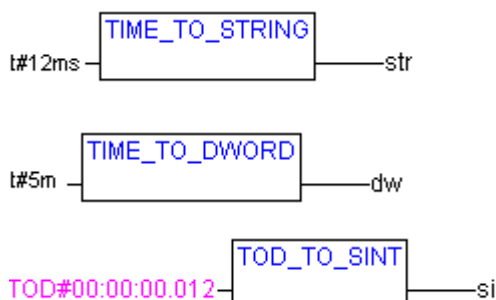 TIME_TO_STRING
t#12ms str
TIME_TO_DWORD
t#5m dw
TOD_TO_SINT
TOD#00:00:00.012 si